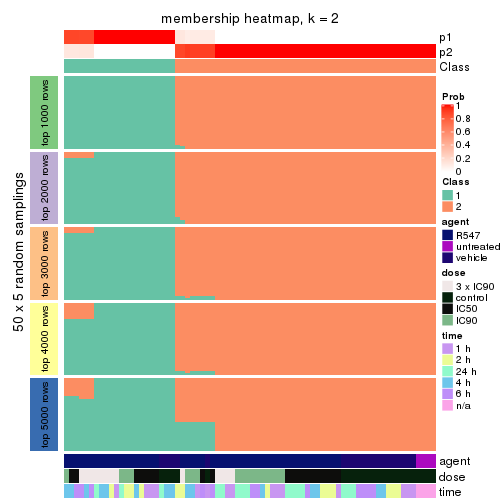 membership heatmap, k = 2
p1
p2
Class
50 x 5 random samplings
top 1000 rows
top 2000 rows
top 3000 rows
top 4000 rows
top 5000 rows
agent
dose
time
Prob
1
0.8
0.6
0.4
0.2
0
Class
1
2
agent
R547
untreated
vehicle
dose
3 x IC90
control
IC50
IC90
time
1 h
2 h
24 h
4 h
6 h
n/a